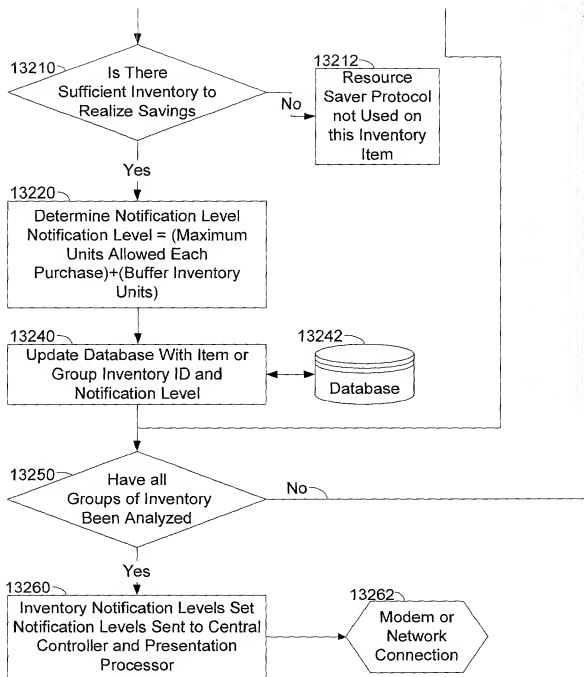 13210
Is There
Sufficient Inventory to
Realize Savings
No
13212
Resource
Saver Protocol
not Used on
this Inventory
Item
Yes
13220
Determine Notification Level
Notification Level = (Maximum
Units Allowed Each
Purchase)+(Buffer Inventory
Units)
13240
Update Database With Item or
Group Inventory ID and
Notification Level
13242
Database
13250
Have all
Groups of Inventory
Been Analyzed
No
Yes
13260
Inventory Notification Levels Set
Notification Levels Sent to Central
Controller and Presentation
Processor
13262
Modem or
Network
Connection